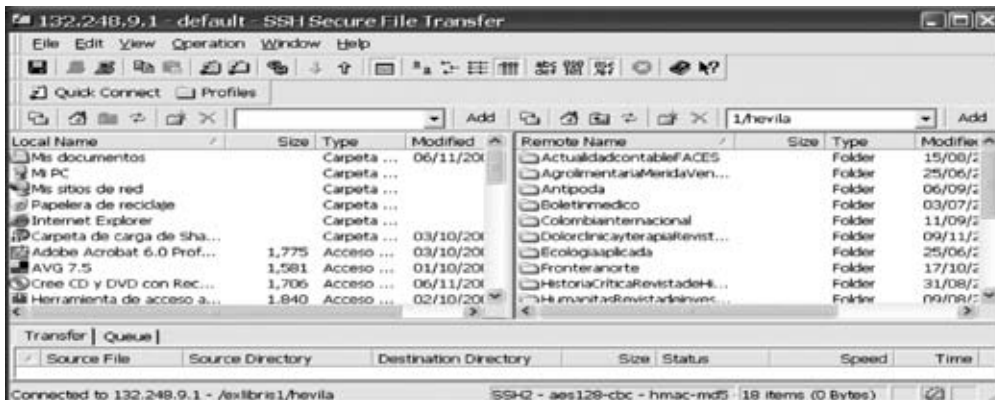 132.248.9.1 - default - SSH Secure File Transfer
File Edit View Operation Window Help
Quick Connect Profiles
Add 1/hevila Add
Local Name Size Type Modified Remote Name Size Type Modified
Mis documentos Carpeta ... 06/11/200 ActualidadcontableFACES Folder 15/08/2
Mi PC Carpeta ... AgrolimentariaMeridaVen... Folder 25/06/2
Mis sitios de red Carpeta ... Antipoda Folder 06/09/2
Papelera de reciclaje Carpeta ... Boletinmedico Folder 03/07/2
Internet Explorer Carpeta ... Colombiainternacional Folder 11/09/2
Carpeta de carga de Sha... Carpeta ... 03/10/200 DolorclinicayterapiaRevist... Folder 09/11/2
Adobe Acrobat 6.0 Prof... 1,775 Acceso ... 03/10/200 Ecologiaaplicada Folder 25/06/2
AVG 7.5 1,581 Acceso ... 01/10/200 Fronteranorte Folder 17/10/2
Cree CD y DVD con Rec... 1,706 Acceso ... 06/11/200 HistoriaCríticaRevistadeHi... Folder 31/08/2
Herramienta de acceso a... 1.840 Acceso ... 02/10/200 HumanitasRevistadeinves... Folder 09/08/2
Transfer Queue
Source File Source Directory Destination Directory Size Status Speed Time
Connected to 132.248.9.1 - /exlibris1/hevila SSH2 - aes128-cbc - hmac-md5 18 items (0 Bytes)